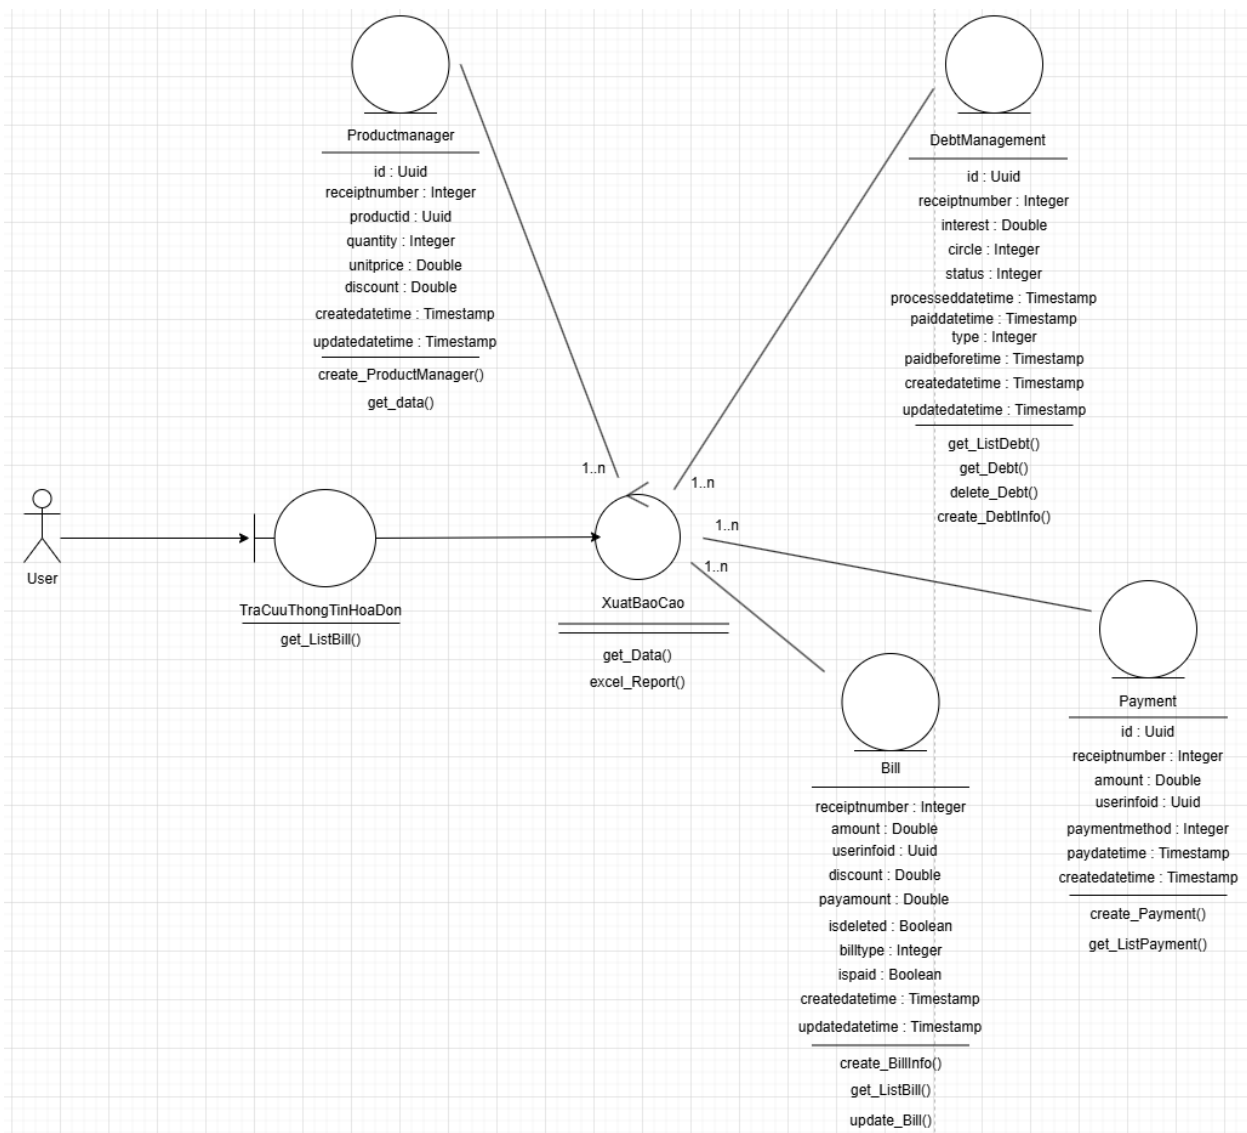 Productmanager
id : Uuid
receiptnumber : Integer
productid : Uuid
quantity : Integer
unitprice : Double
discount : Double
createdatetime : Timestamp
updatedatetime : Timestamp
create_ProductManager()
get_data()
DebtManagement
id : Uuid
receiptnumber : Integer
interest : Double
circle : Integer
status : Integer
processeddatetime : Timestamp
paiddatetime : Timestamp
type : Integer
paidbeforetime : Timestamp
createdatetime : Timestamp
updatedatetime : Timestamp
get_ListDebt()
get_Debt()
delete_Debt()
create_DebtInfo()
1..n
1..n
1..n
1..n
User
TraCuuThongTinHoaDon
get_ListBill()
XuatBaoCao
get_Data()
excel_Report()
Bill
receiptnumber : Integer
amount : Double
userinfoid : Uuid
discount : Double
payamount : Double
isdeleted : Boolean
billtype : Integer
ispaid : Boolean
createdatetime : Timestamp
updatedatetime : Timestamp
create_BillInfo()
get_ListBill()
update_Bill()
Payment
id : Uuid
receiptnumber : Integer
amount : Double
userinfoid : Uuid
paymentmethod : Integer
paydatetime : Timestamp
createdatetime : Timestamp
create_Payment()
get_ListPayment()